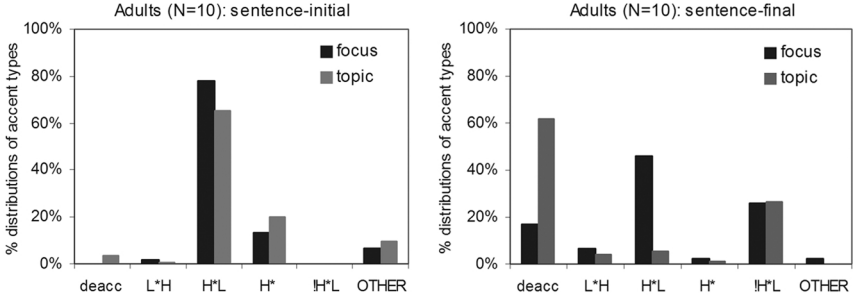 Adults (N=10): sentence-initial
% distributions of accent types
100%
80%
60%
40%
20%
0%
focus
topic
deacc L*H H*L H* !H*L OTHER
Adults (N=10): sentence-final
% distributions of accent types
100%
80%
60%
40%
20%
0%
focus
topic
deacc L*H H*L H* !H*L OTHER